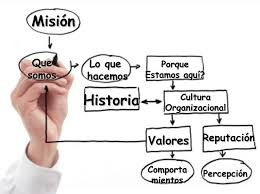 Misión
Que
somos
Lo que
hacemos
Porque
Estamos aquí?
Historia
Cultura
Organizacional
Valores
Reputación
Comporta
mientos
Percepción